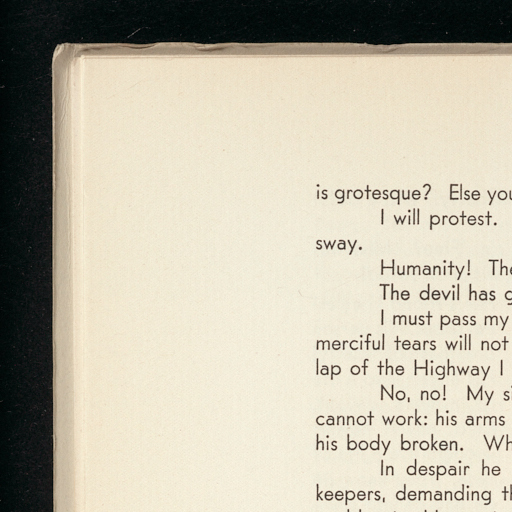 is grotesque? Else you
I will protest.
sway.
Humanity! The
The devil has
I must pass my
merciful tears will not
lap of the Highway I
No, no! My
cannot work: his arms
his body broken.
In despair he
keepers, demanding